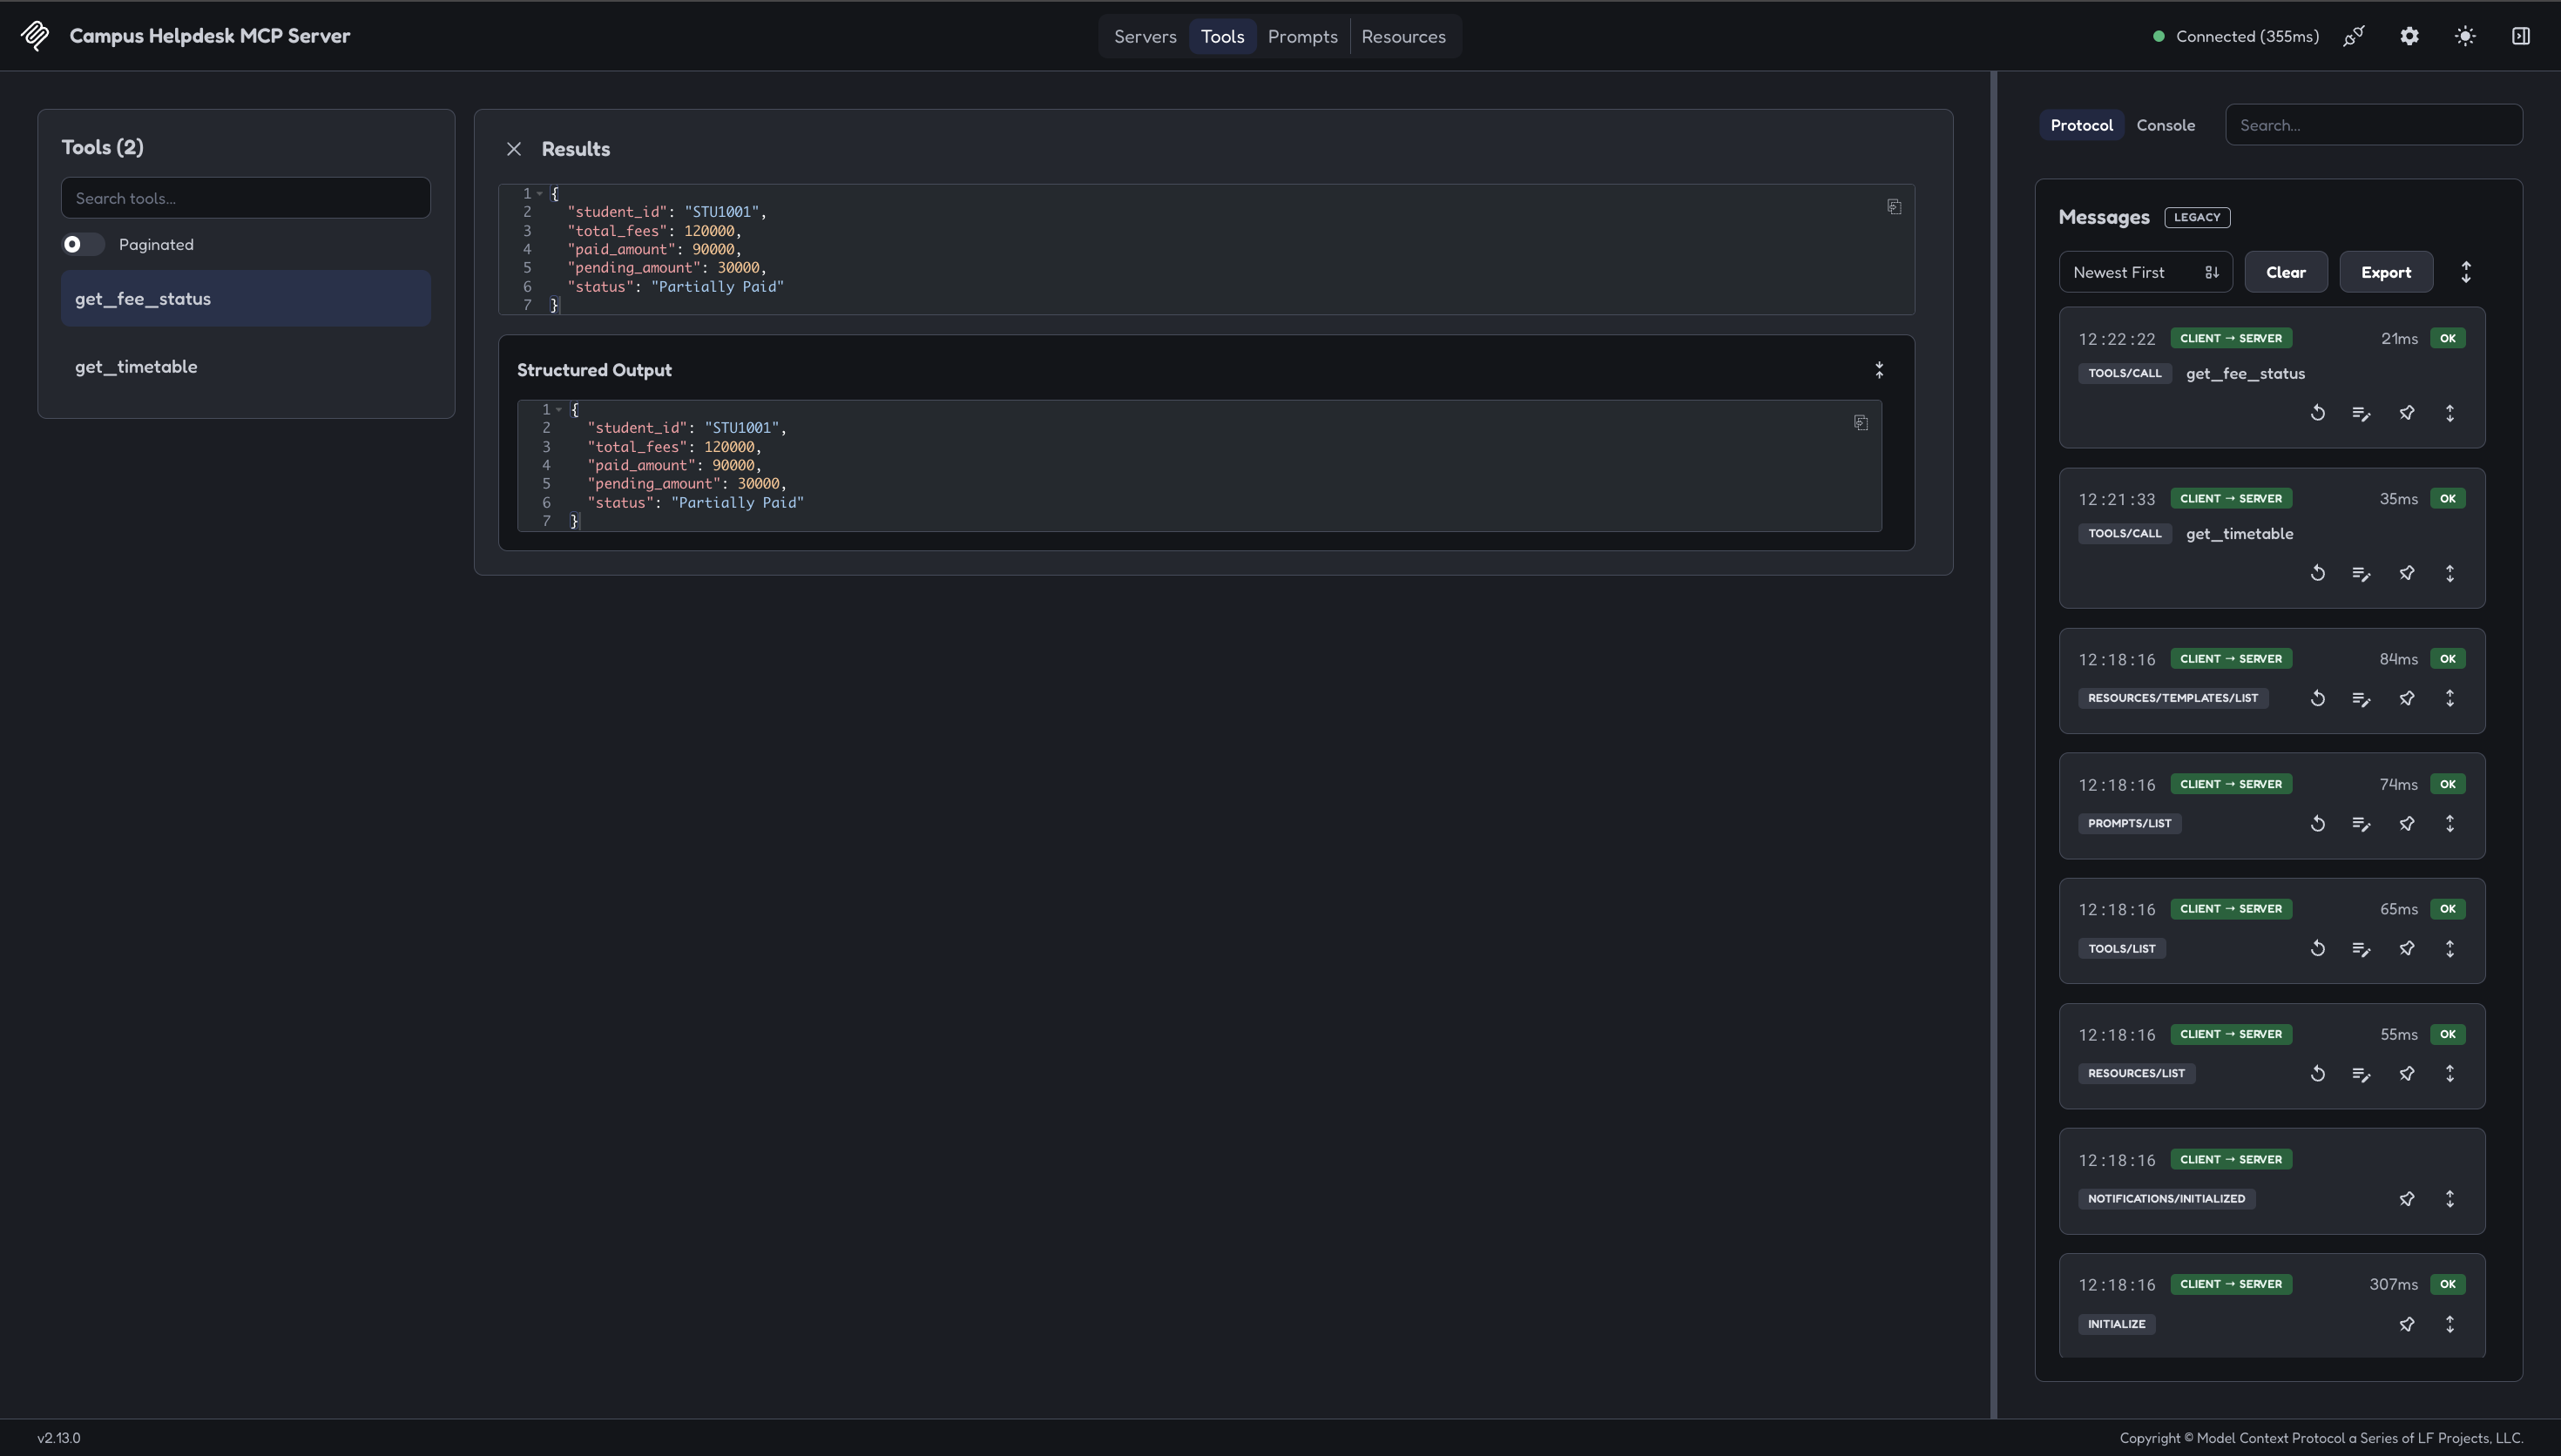 Campus Helpdesk MCP Server
Servers Tools Prompts Resources
Connected (355ms)
Tools (2)
Search tools...
Paginated
get_fee_status
get_timetable
Results
1 {
2 "student_id": "STU1001",
3 "total_fees": 120000,
4 "paid_amount": 90000,
5 "pending_amount": 30000,
6 "status": "Partially Paid"
7 }
Structured Output
1 {
2 "student_id": "STU1001",
3 "total_fees": 120000,
4 "paid_amount": 90000,
5 "pending_amount": 30000,
6 "status": "Partially Paid"
7 }
Protocol Console Search...
Messages LEGACY
Newest First Clear Export
12:22:22 CLIENT → SERVER 21ms OK
TOOLS/CALL get_fee_status
12:21:33 CLIENT → SERVER 35ms OK
TOOLS/CALL get_timetable
12:18:16 CLIENT → SERVER 84ms OK
RESOURCES/TEMPLATES/LIST
12:18:16 CLIENT → SERVER 74ms OK
PROMPTS/LIST
12:18:16 CLIENT → SERVER 65ms OK
TOOLS/LIST
12:18:16 CLIENT → SERVER 55ms OK
RESOURCES/LIST
12:18:16 CLIENT → SERVER
NOTIFICATIONS/INITIALIZED
12:18:16 CLIENT → SERVER 307ms OK
INITIALIZE
v2.13.0
Copyright © Model Context Protocol a Series of LF Projects, LLC.